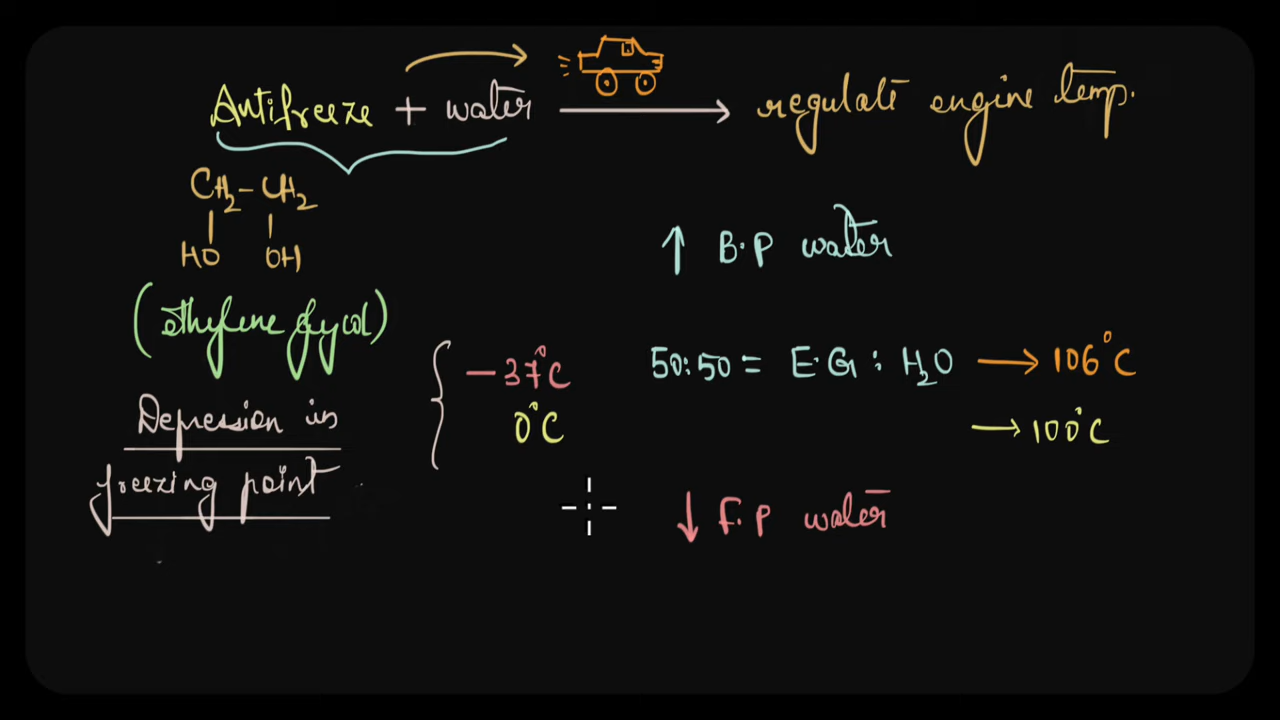 Antifreeze + water ⟶ regulate engine temp.
CH2 – CH2
HO OH
(ethylene glycol)
↑ B.P water
50:50 = E.G : H2O → 106°C
→ 100°C
Depression in
freezing point
– 37°C
0°C
↓ F.P water